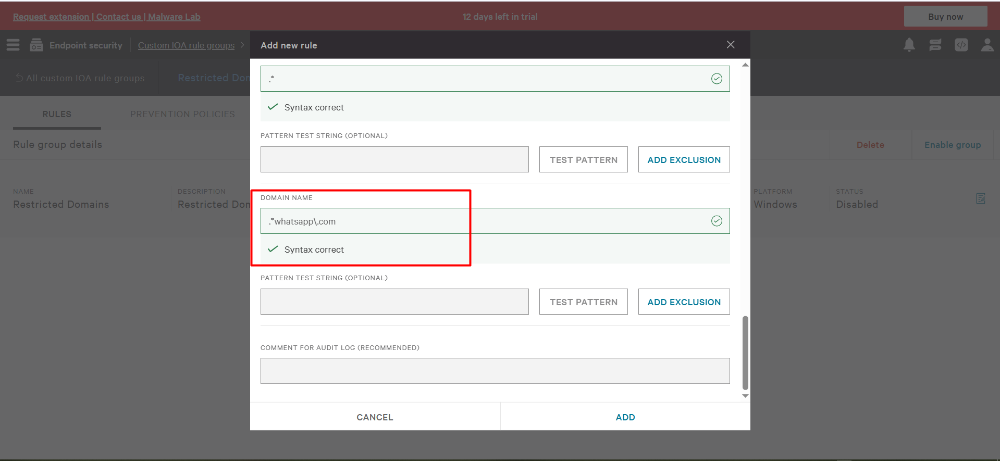 Request extension | Contact us | Malware Lab
12 days left in trial
Buy now
Endpoint security
Custom IOA rule groups
Add new rule
All custom IOA rule groups
Restricted Don
.*
Syntax correct
RULES
PREVENTION POLICIES
PATTERN TEST STRING (OPTIONAL)
Rule group details
TEST PATTERN
ADD EXCLUSION
Delete
Enable group
NAME
Restricted Domains
DESCRIPTION
Restricted Don
DOMAIN NAME
.*whatsapp\.com
Syntax correct
PLATFORM
Windows
STATUS
Disabled
PATTERN TEST STRING (OPTIONAL)
TEST PATTERN
ADD EXCLUSION
COMMENT FOR AUDIT LOG (RECOMMENDED)
CANCEL
ADD